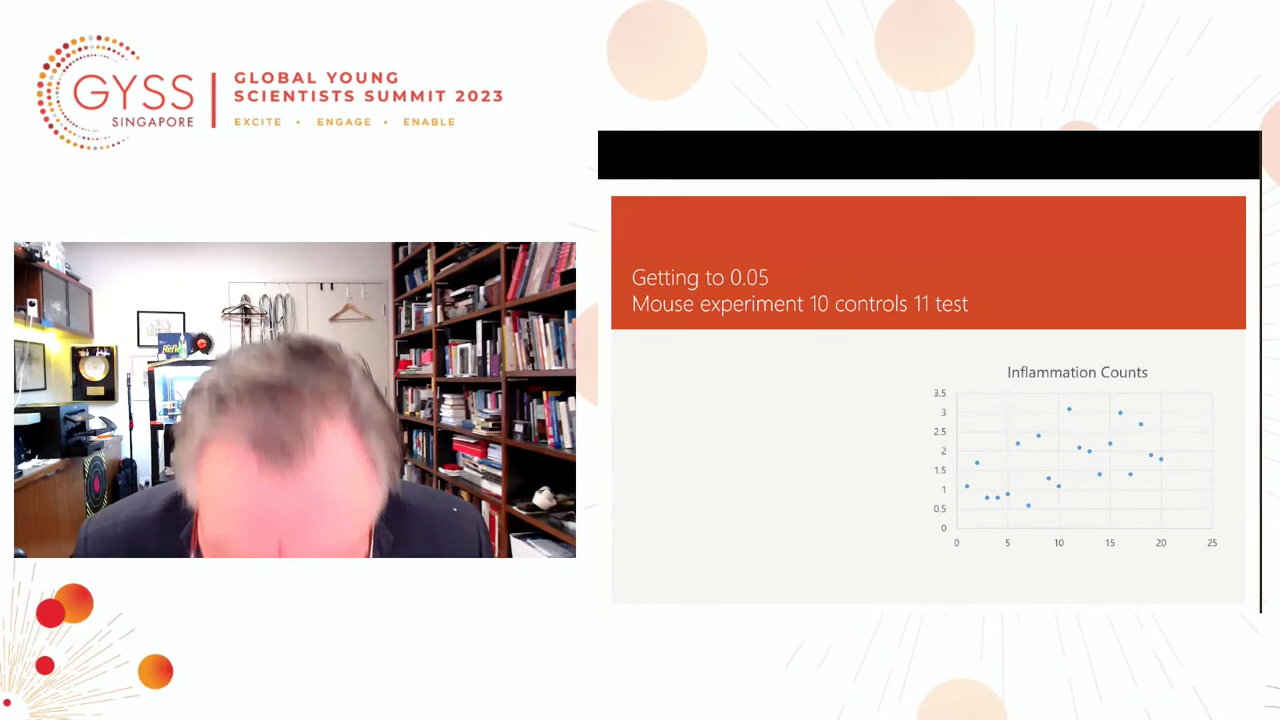 GYSS
SINGAPORE
GLOBAL YOUNG
SCIENTISTS SUMMIT 2023
EXCITE • ENGAGE • ENABLE
Getting to 0.05
Mouse experiment 10 controls 11 test
Inflammation Counts
3.5
3
2.5
2
1.5
1
0.5
0
0 5 10 15 20 25